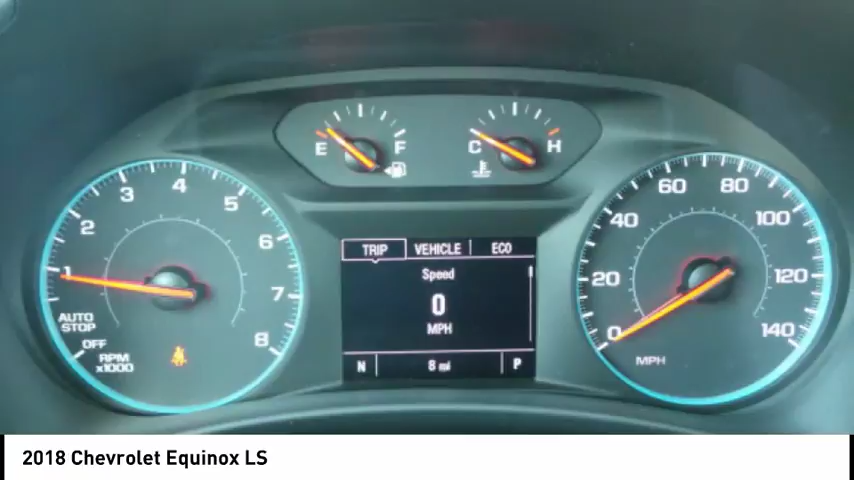 E F
C H
1 2 3 4 5 6 7 8
AUTO
STOP
OFF
RPM
x1000
TRIP VEHICLE ECO
Speed
0
MPH
N 8 mi P
0 20 40 60 80 100 120 140
MPH
2018 Chevrolet Equinox LS